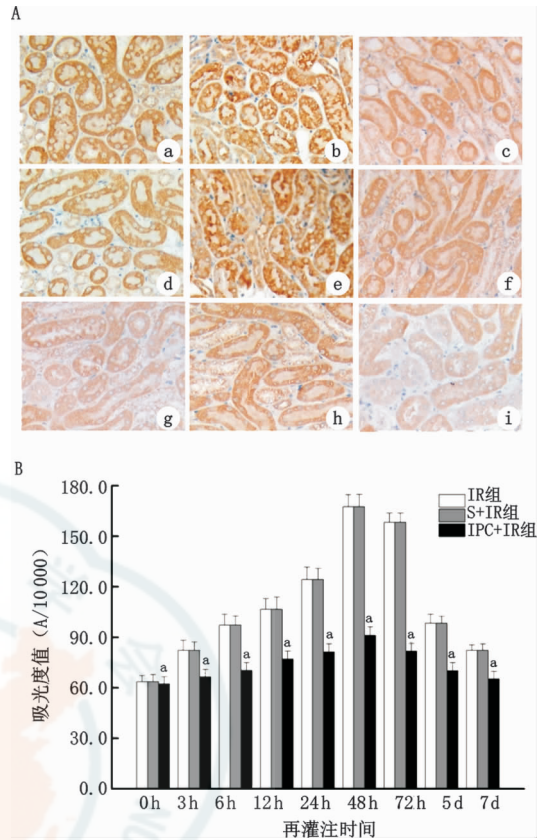 A
a
b
c
d
e
f
g
h
i
B
180.0
150.0
120.0
90.0
60.0
30.0
0.0
吸光度值（A/10000）
IR组
S+IR组
IPC+IR组
a a a a a a a a a
0h 3h 6h 12h 24h 48h 72h 5d 7d
再灌注时间